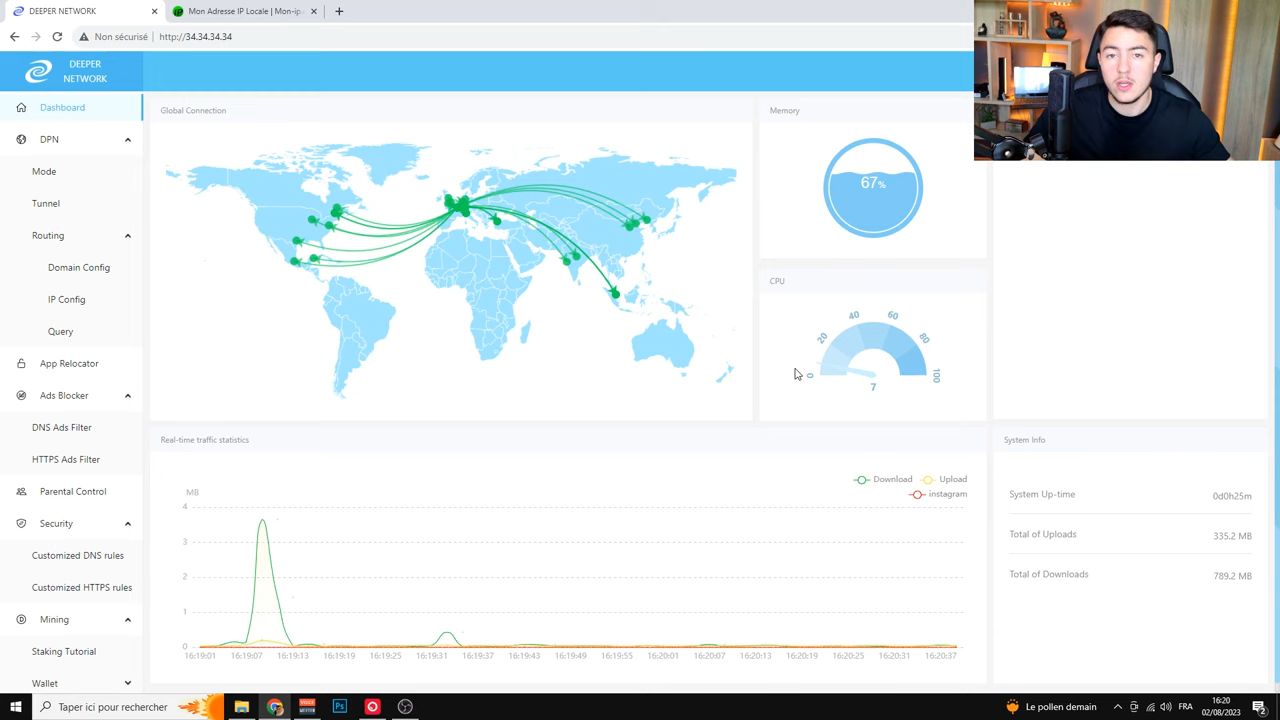 DEEPER NETWORK
Mon Adresse IP Locale | Mon-ip.
Non sécurisé
http://34.34.34.34
DEEPER
NETWORK
Dashboard
DPN
Mode
Tunnel
Routing
Domain Config
IP Config
Query
App Relocator
Ads Blocker
DNS Ads Filter
HTTPS Ads Filter
Parental Control
Security
Customized DNS rules
Customized HTTPS rules
Mining
Staking Tutorial
Wallet
Global Connection
Memory
67%
CPU
0 20 40 60 80 100
7
Real-time traffic statistics
Download Upload
instagram
MB
4
3
2
1
0
16:19:01 16:19:07 16:19:13 16:19:19 16:19:25 16:19:31 16:19:37 16:19:43 16:19:49 16:19:55 16:20:01 16:20:07 16:20:13 16:20:19 16:20:25 16:20:31 16:20:37
System Info
System Up-time 0d0h25m
Total of Uploads 335.2 MB
Total of Downloads 789.2 MB
Taper ici pour rechercher
Ps
Le pollen demain
FRA
16:20
02/08/2023
2